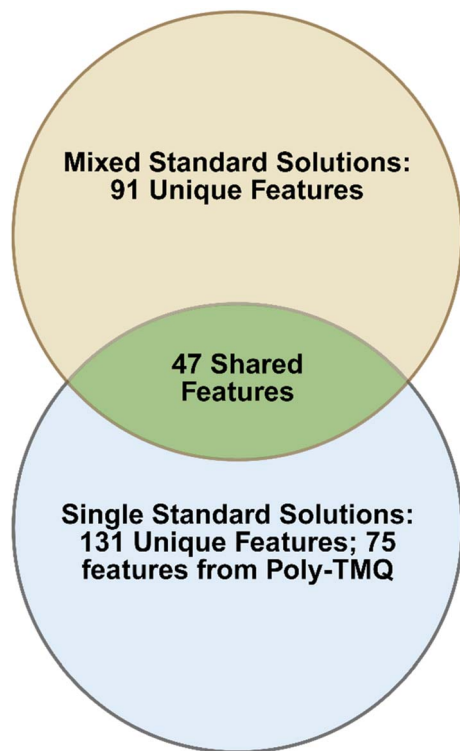 Mixed Standard Solutions:
91 Unique Features
47 Shared
Features
Single Standard Solutions:
131 Unique Features; 75
features from Poly-TMQ